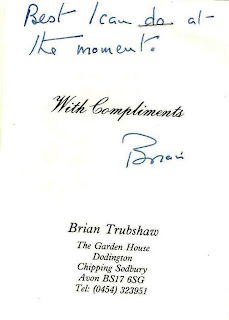 Best I can do at
the moment.
With Compliments
Brian
Brian Trubshaw
The Garden House
Dodington
Chipping Sodbury
Avon BS17 6SG
Tel: (0454) 323951